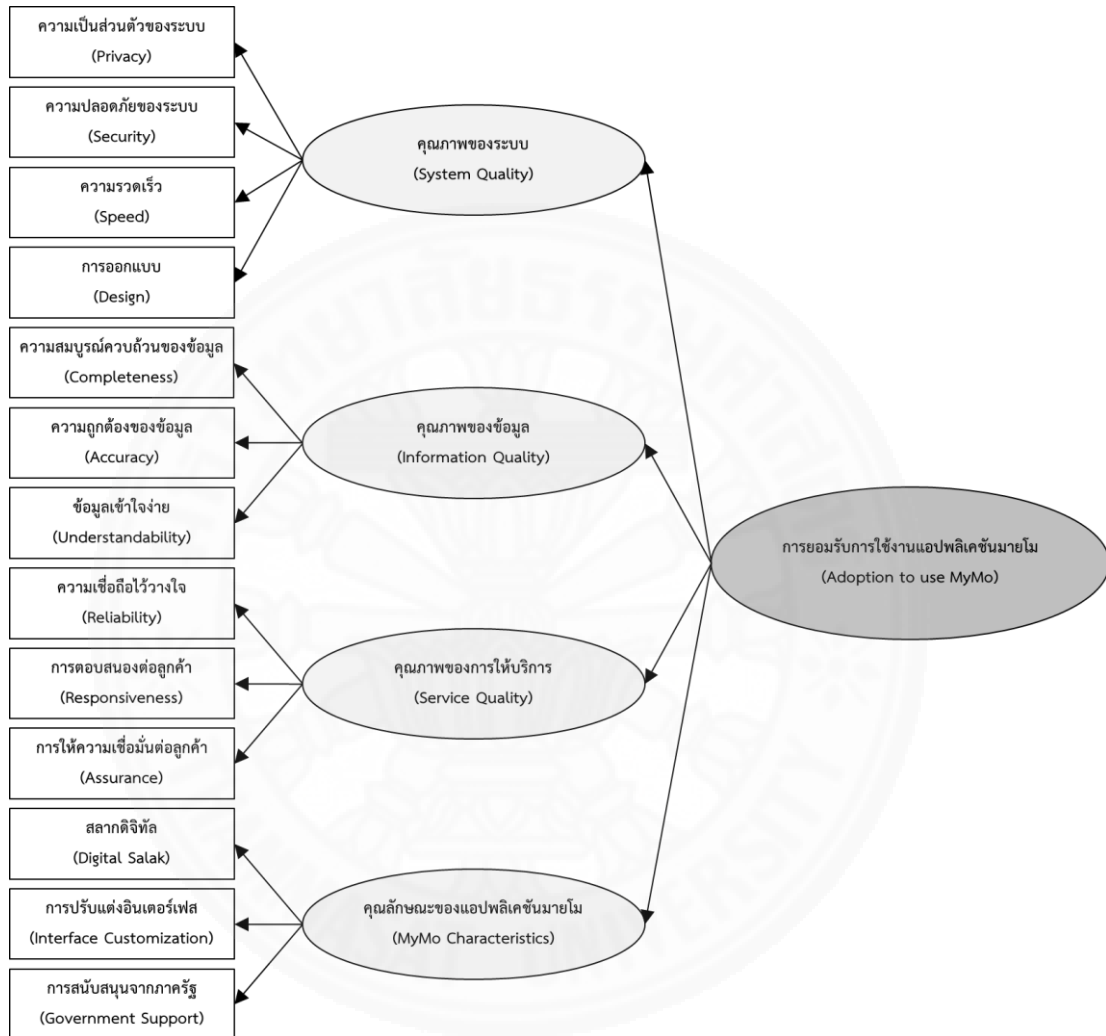 ความเป็นส่วนตัวของระบบ
(Privacy)
ความปลอดภัยของระบบ
(Security)
ความรวดเร็ว
(Speed)
การออกแบบ
(Design)
คุณภาพของระบบ
(System Quality)
ความสมบูรณ์ควบถ้วนของข้อมูล
(Completeness)
ความถูกต้องของข้อมูล
(Accuracy)
ข้อมูลเข้าใจง่าย
(Understandability)
คุณภาพของข้อมูล
(Information Quality)
ความเชื่อถือไว้วางใจ
(Reliability)
การตอบสนองต่อลูกค้า
(Responsiveness)
การให้ความเชื่อมั่นต่อลูกค้า
(Assurance)
คุณภาพของการให้บริการ
(Service Quality)
สลากดิจิทัล
(Digital Salak)
การปรับแต่งอินเตอร์เฟส
(Interface Customization)
การสนับสนุนจากภาครัฐ
(Government Support)
คุณลักษณะของแอปพลิเคชันมายโม
(MyMo Characteristics)
การยอมรับการใช้งานแอปพลิเคชันมายโม
(Adoption to use MyMo)